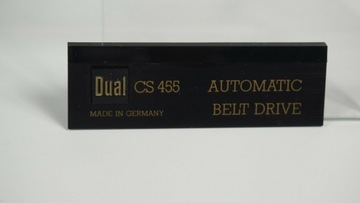 Dual CS 455 AUTOMATIC
MADE IN GERMANY BELT DRIVE